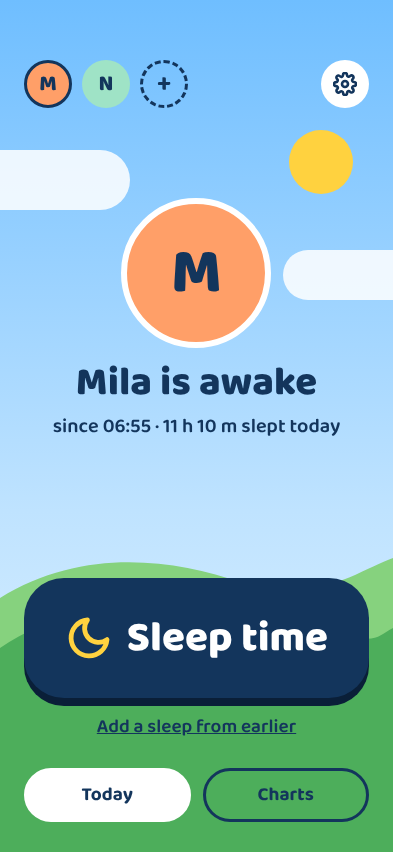 M N +
M
Mila is awake
since 06:55 · 11 h 10 m slept today
Sleep time
Add a sleep from earlier
Today Charts